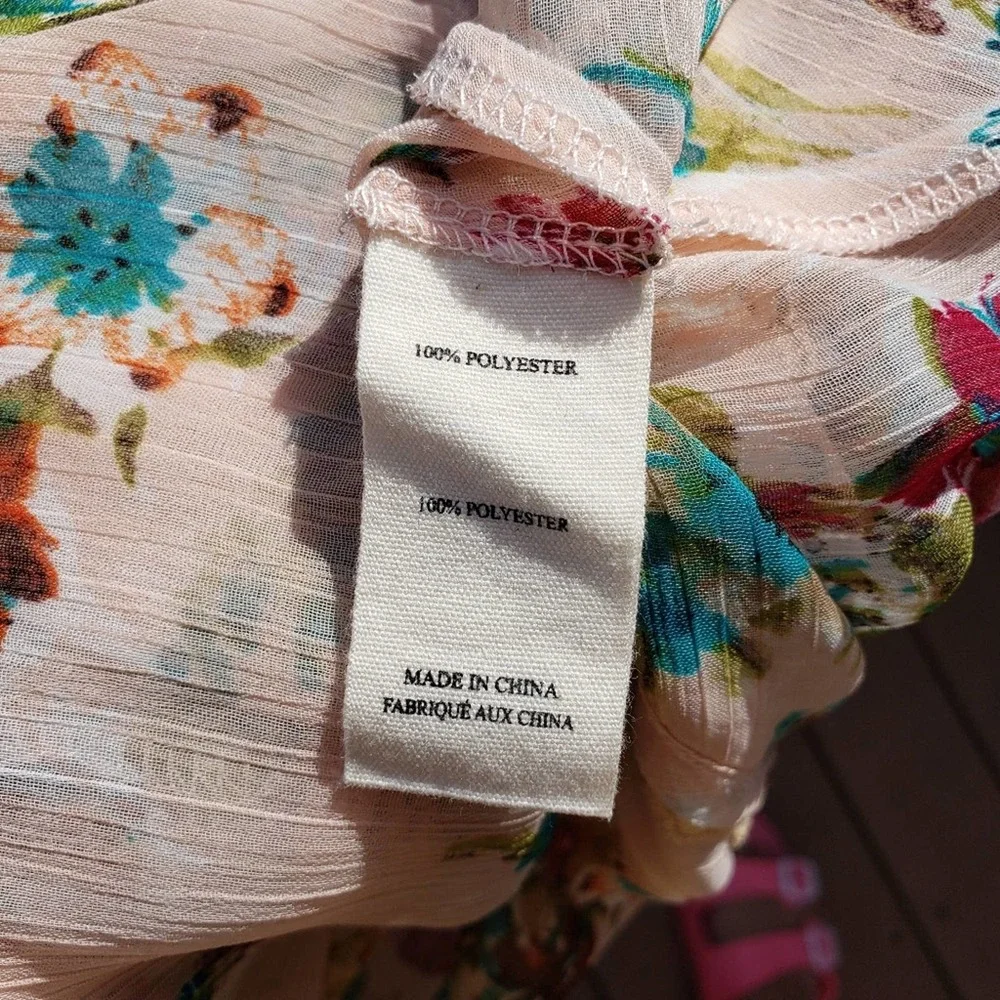 100% POLYESTER
100% POLYESTER
MADE IN CHINA
FABRIQUÉ AUX CHINA